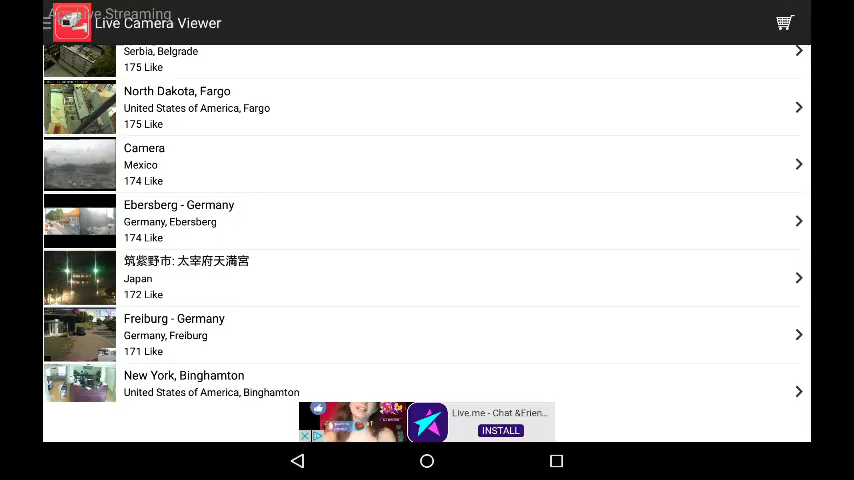 Live Camera Viewer
Serbia, Belgrade
175 Like
North Dakota, Fargo
United States of America, Fargo
175 Like
Camera
Mexico
174 Like
Ebersberg - Germany
Germany, Ebersberg
174 Like
筑紫野市: 太宰府天満宮
Japan
172 Like
Freiburg - Germany
Germany, Freiburg
171 Like
New York, Binghamton
United States of America, Binghamton
Live.me - Chat &Frien...
INSTALL